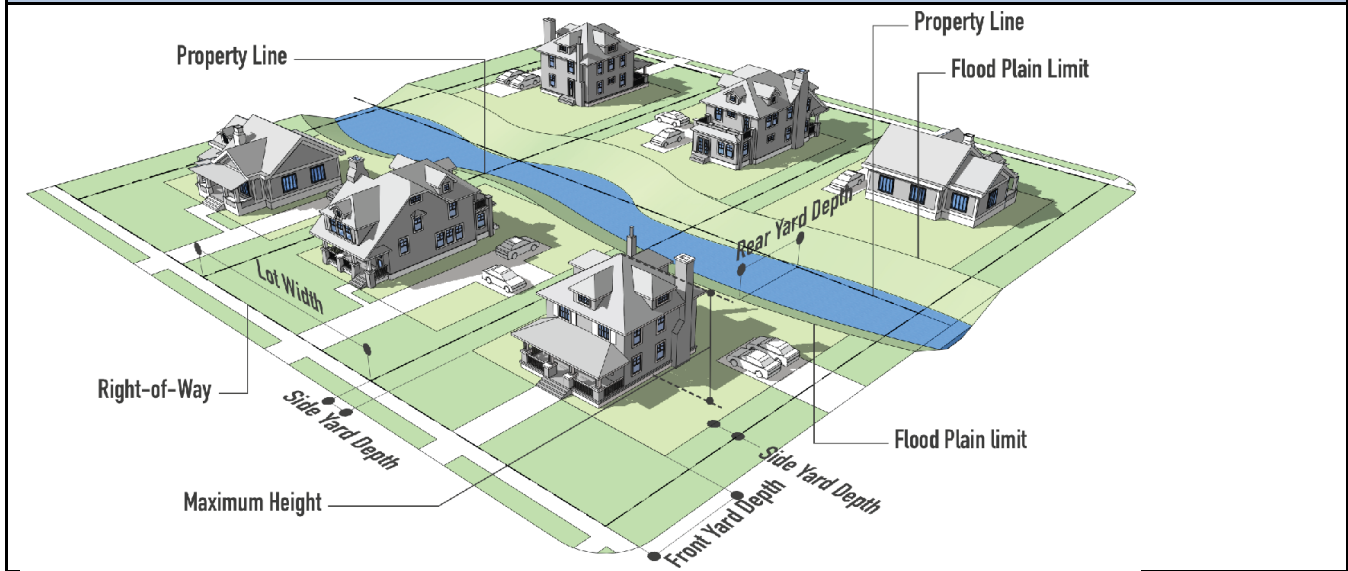 Property Line
Property Line
Flood Plain Limit
Rear Yard Depth
Lot Width
Right-of-Way
Side Yard Depth
Flood Plain limit
Side Yard Depth
Maximum Height
Front Yard Depth